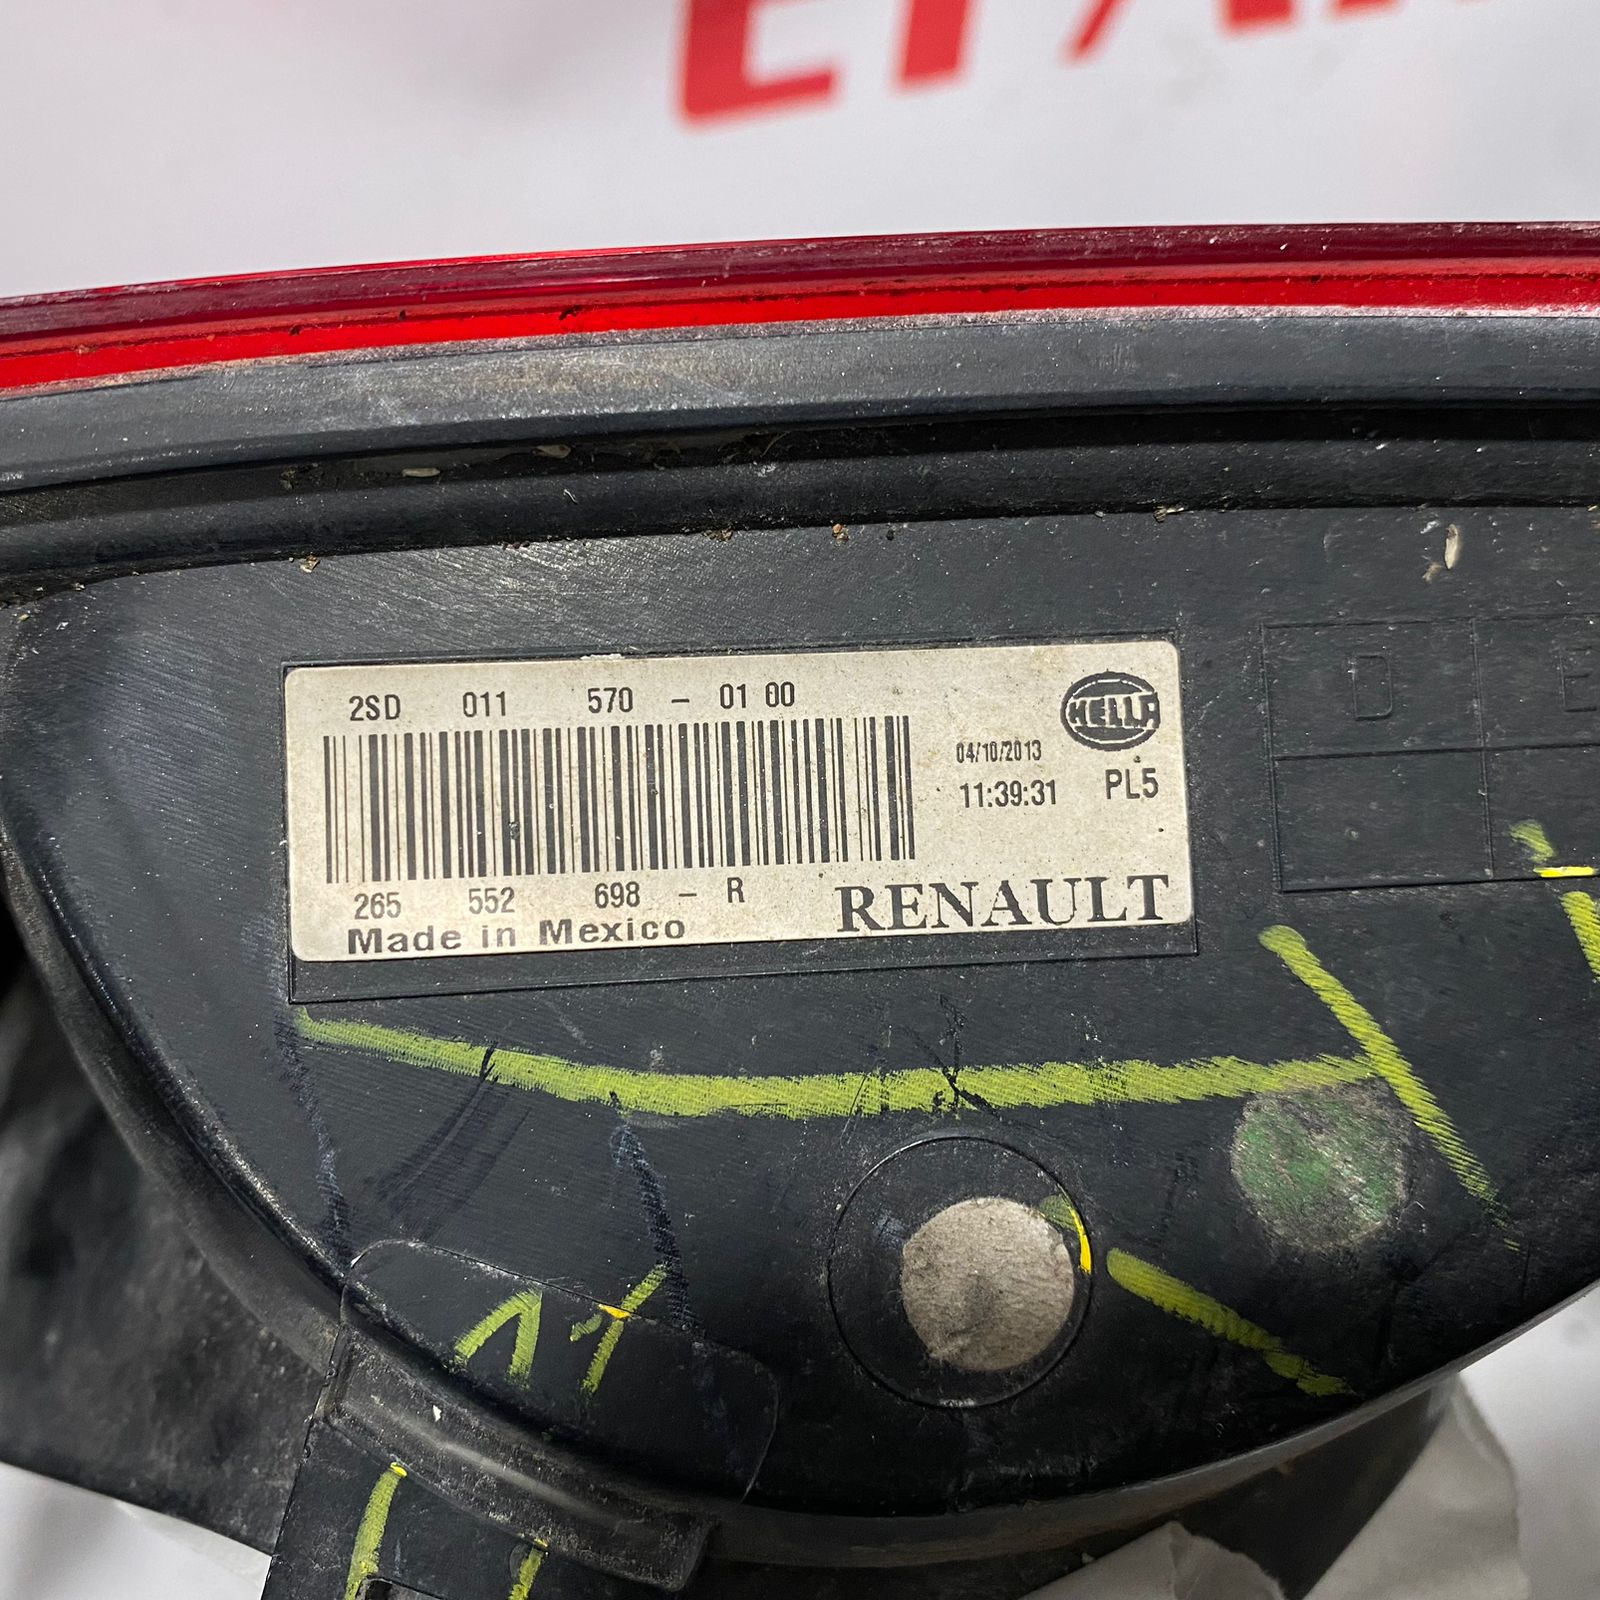 2SD 011 570 - 01 00
HELLA
04/10/2013
11:39:31 PL5
265 552 698 - R
Made in Mexico
RENAULT
D E